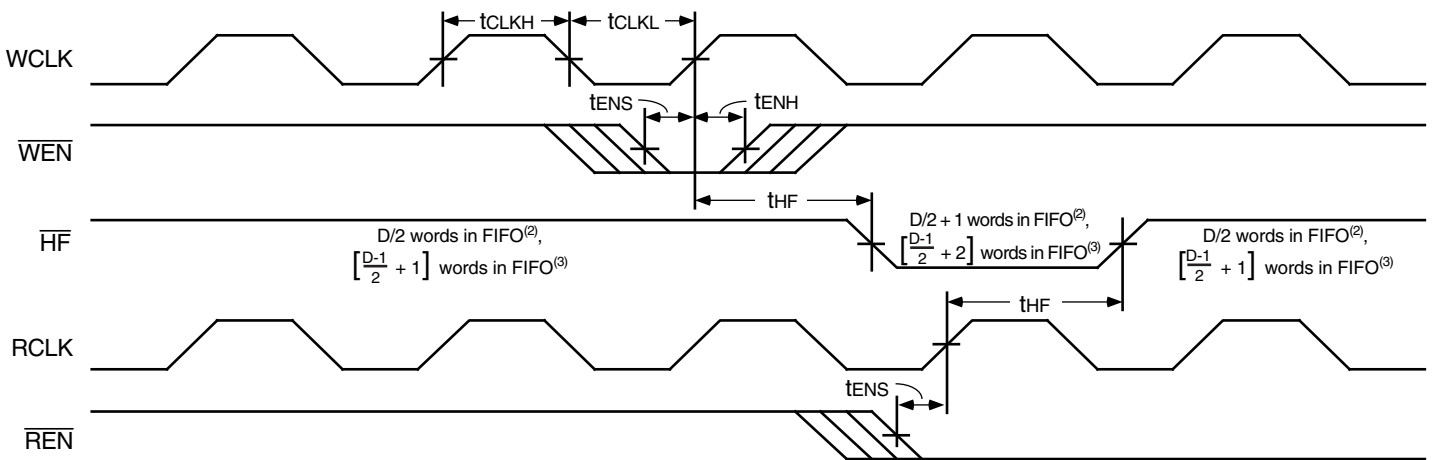 tCLKH
tCLKL
WCLK
tENS
tENH
WEN
tHF
HF
D/2 words in FIFO(2),
[D-1/2 + 1] words in FIFO(3)
D/2 + 1 words in FIFO(2),
[D-1/2 + 2] words in FIFO(3)
D/2 words in FIFO(2),
[D-1/2 + 1] words in FIFO(3)
tHF
RCLK
tENS
REN